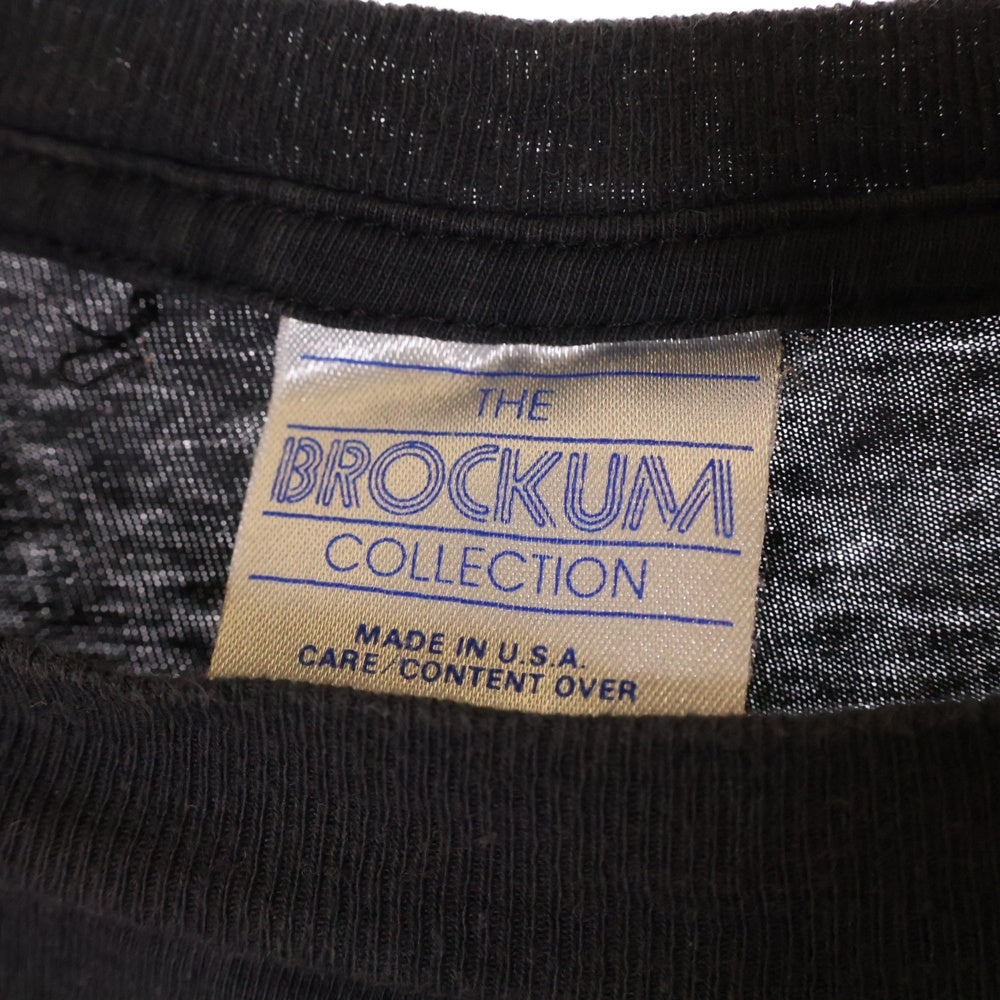 THE
BROCKUM
COLLECTION
MADE IN U.S.A.
CARE/CONTENT OVER